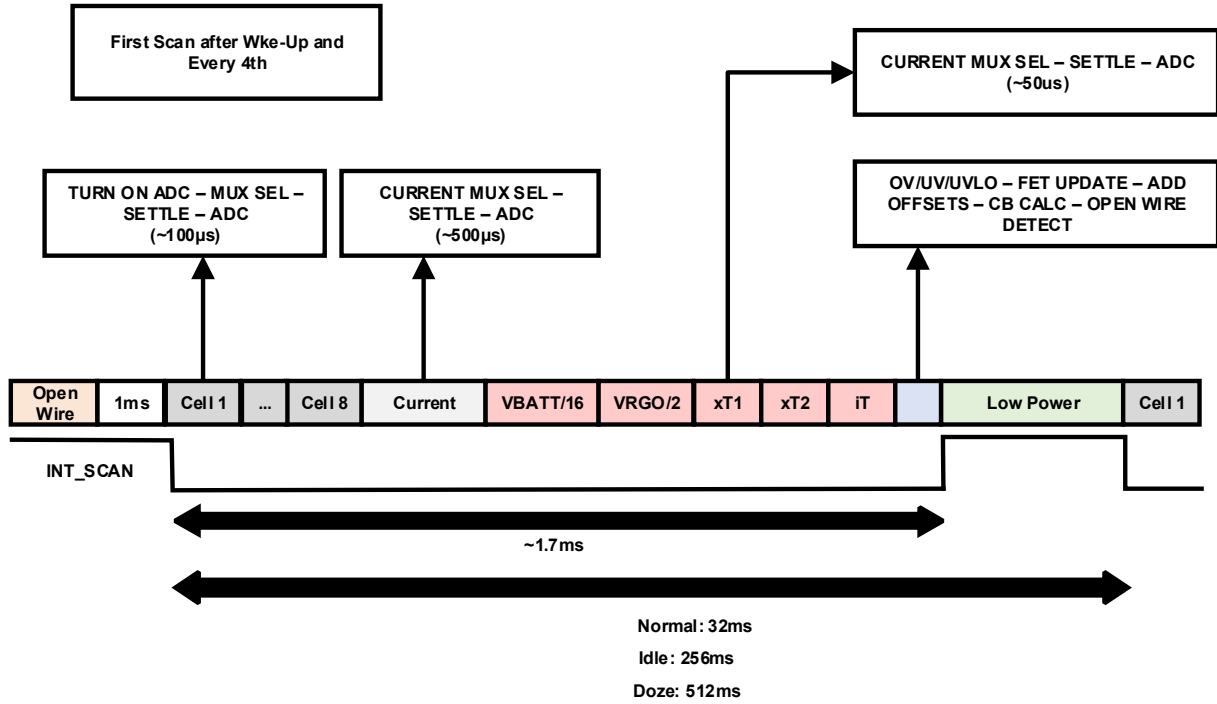 First Scan after Wke-Up and
Every 4th
CURRENT MUX SEL – SETTLE – ADC
(~50us)
TURN ON ADC – MUX SEL –
SETTLE – ADC
(~100µs)
CURRENT MUX SEL –
SETTLE – ADC
(~500µs)
OV/UV/UVLO – FET UPDATE – ADD
OFFSETS – CB CALC – OPEN WIRE
DETECT
Open
Wire
1ms
Cell 1
...
Cell 8
Current
VBATT/16
VRGO/2
xT1
xT2
iT
Low Power
Cell 1
INT_SCAN
~1.7ms
Normal: 32ms
Idle: 256ms
Doze: 512ms